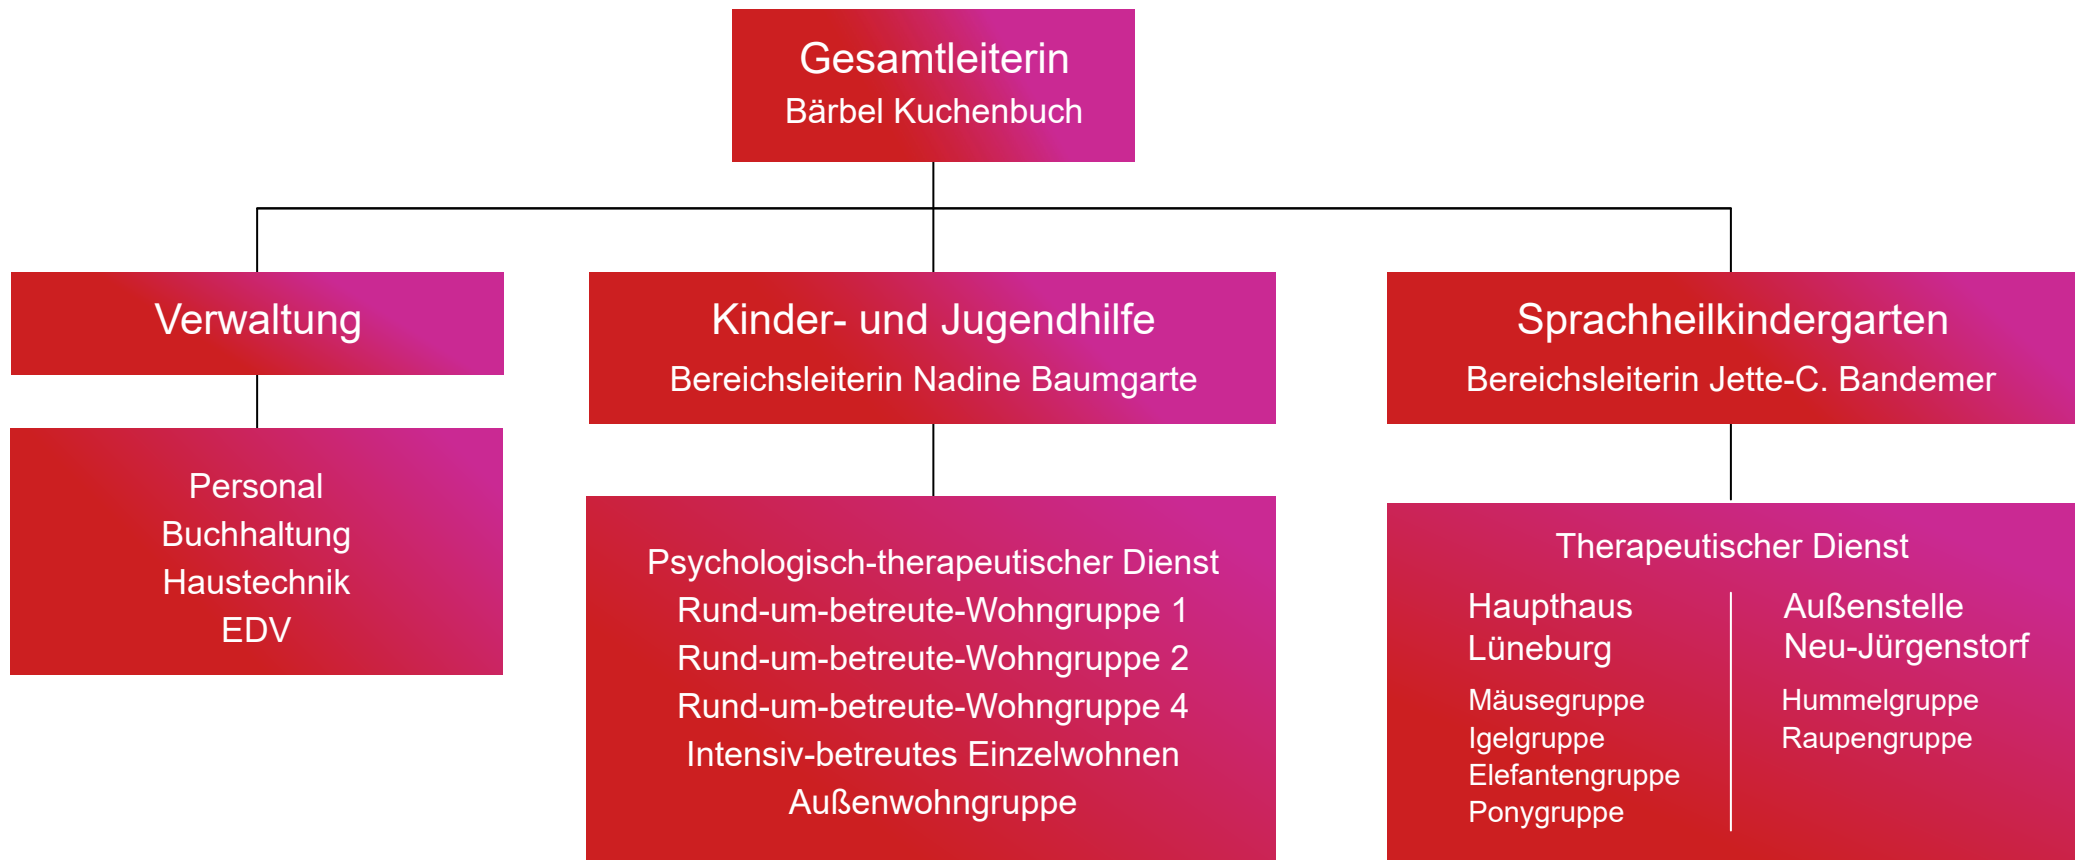 Gesamtleiterin
Bärbel Kuchenbuch
Verwaltung
Personal
Buchhaltung
Haustechnik
EDV
Kinder- und Jugendhilfe
Bereichsleiterin Nadine Baumgarte
Psychologisch-therapeutischer Dienst
Rund-um-betreute-Wohngruppe 1
Rund-um-betreute-Wohngruppe 2
Rund-um-betreute-Wohngruppe 4
Intensiv-betreutes Einzelwohnen
Außenwohngruppe
Sprachheilkindergarten
Bereichsleiterin Jette-C. Bandemer
Therapeutischer Dienst
Haupthaus
Lüneburg
Mäusegruppe
Igelgruppe
Elefantengruppe
Ponygruppe
Außenstelle
Neu-Jürgenstorf
Hummelgruppe
Raupengruppe